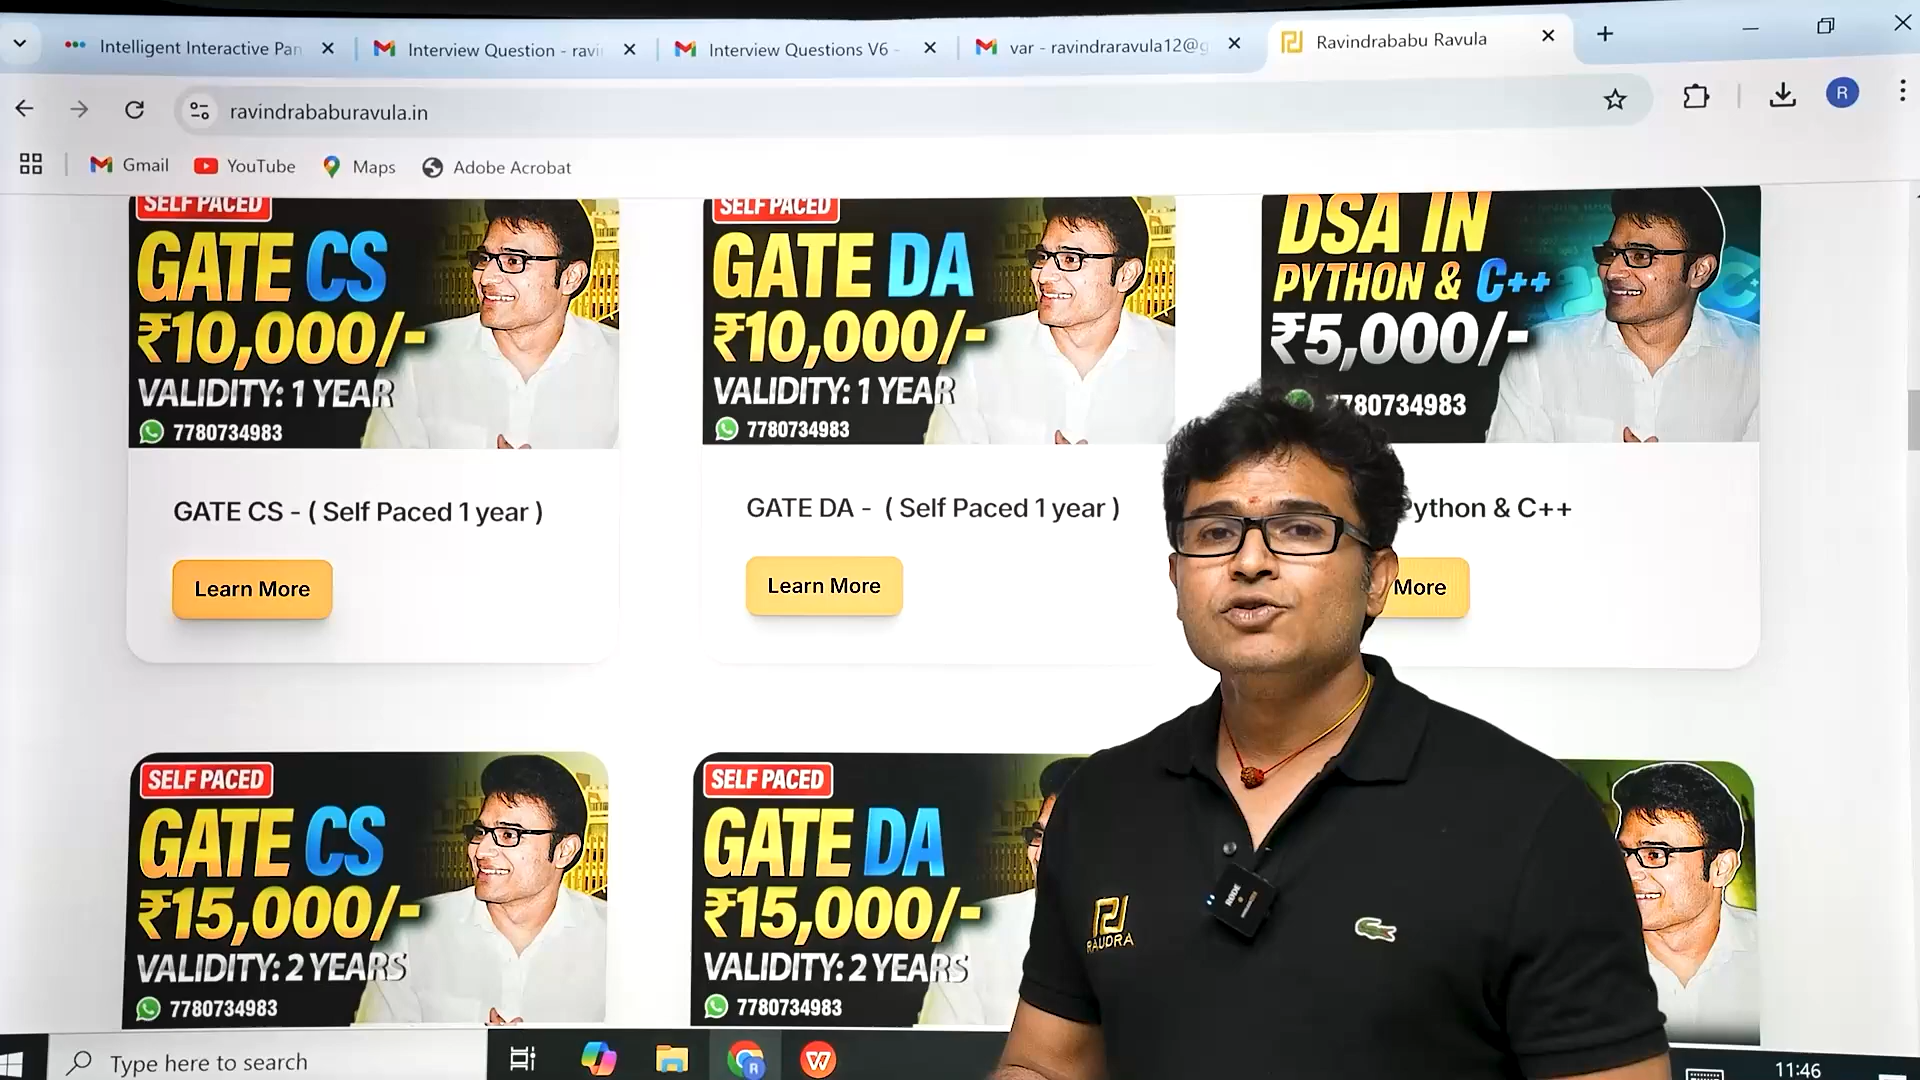 Intelligent Interactive Pan
Interview Question - ravi
Interview Questions V6 -
var - ravindraravula12@g
Ravindrababu Ravula
R
ravindrababuravula.in
Gmail
YouTube
Maps
Adobe Acrobat
SELF PACED
GATE CS
₹10,000/-
VALIDITY: 1 YEAR
7780734983
GATE CS - ( Self Paced 1 year )
Learn More
SELF PACED
GATE DA
₹10,000/-
VALIDITY: 1 YEAR
7780734983
GATE DA - ( Self Paced 1 year )
Learn More
DSA IN
PYTHON & C++
₹5,000/-
7780734983
Python & C++
More
SELF PACED
GATE CS
₹15,000/-
VALIDITY: 2 YEARS
7780734983
SELF PACED
GATE DA
₹15,000/-
VALIDITY: 2 YEARS
7780734983
RODE
RAUDRA
Type here to search
R
W
11:46